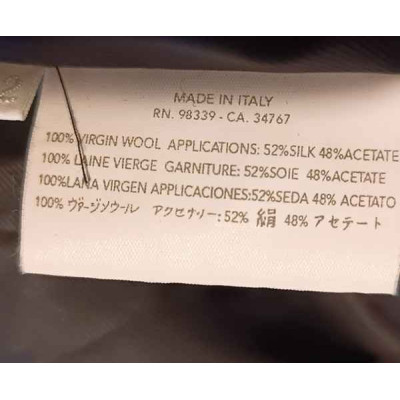 2
MADE IN ITALY
RN. 98339 - CA. 34767
100% VIRGIN WOOL APPLICATIONS: 52%SILK 48%ACETATE
100% LAINE VIERGE GARNITURE: 52%SOIE 48%ACETATE
100%LANA VIRGEN APPLICACIONES:52%SEDA 48% ACETATO
100% ヴァージンウール アクセサリー: 52% 絹 48% アセテート